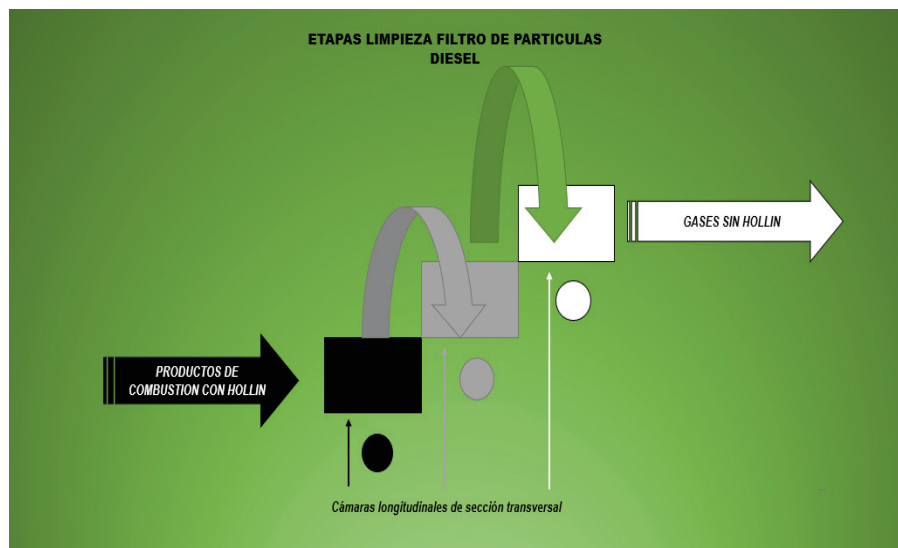 ETAPAS LIMPIEZA FILTRO DE PARTICULAS
DIESEL
GASES SIN HOLLIN
PRODUCTOS DE
COMBUSTION CON HOLLIN
Cámaras longitudinales de sección transversal